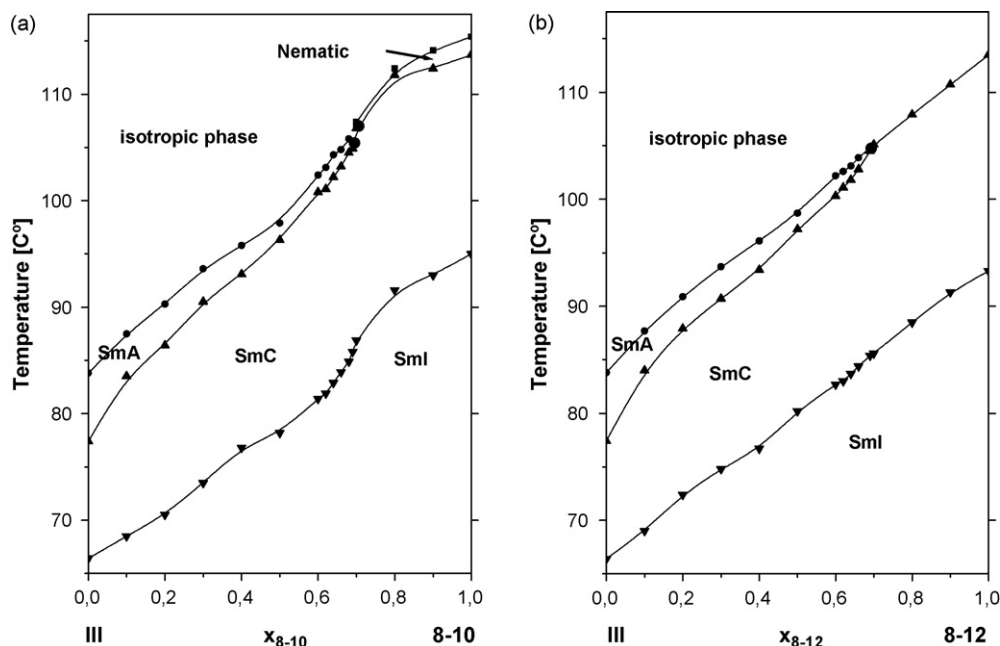 (a)
Nematic
isotropic phase
SmA
SmC
SmI
Temperature [Cº]
110
100
90
80
70
0,0 0,2 0,4 0,6 0,8 1,0
III x8-10 8-10
(b)
isotropic phase
SmA
SmC
SmI
Temperature [Cº]
110
100
90
80
70
0,0 0,2 0,4 0,6 0,8 1,0
III x8-12 8-12